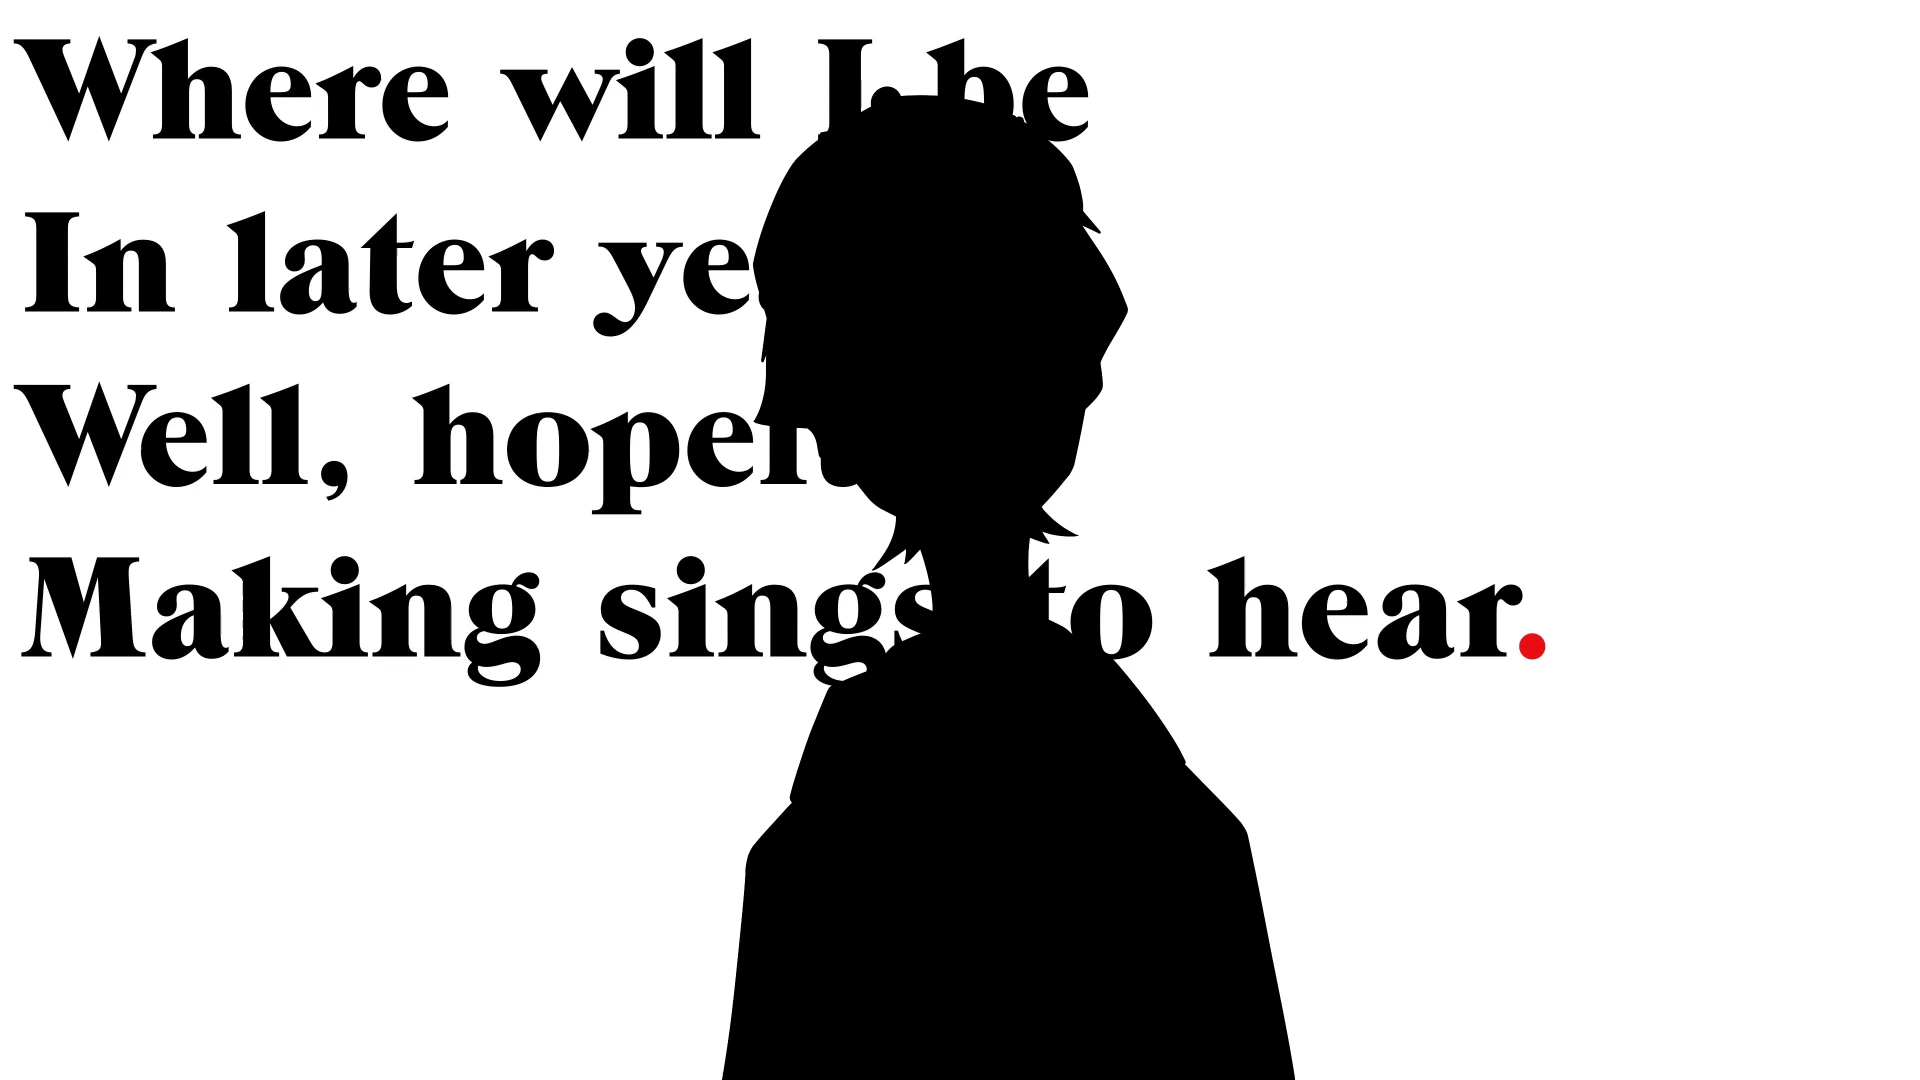 Where will I be
In later
Well,
Making sings to hear.